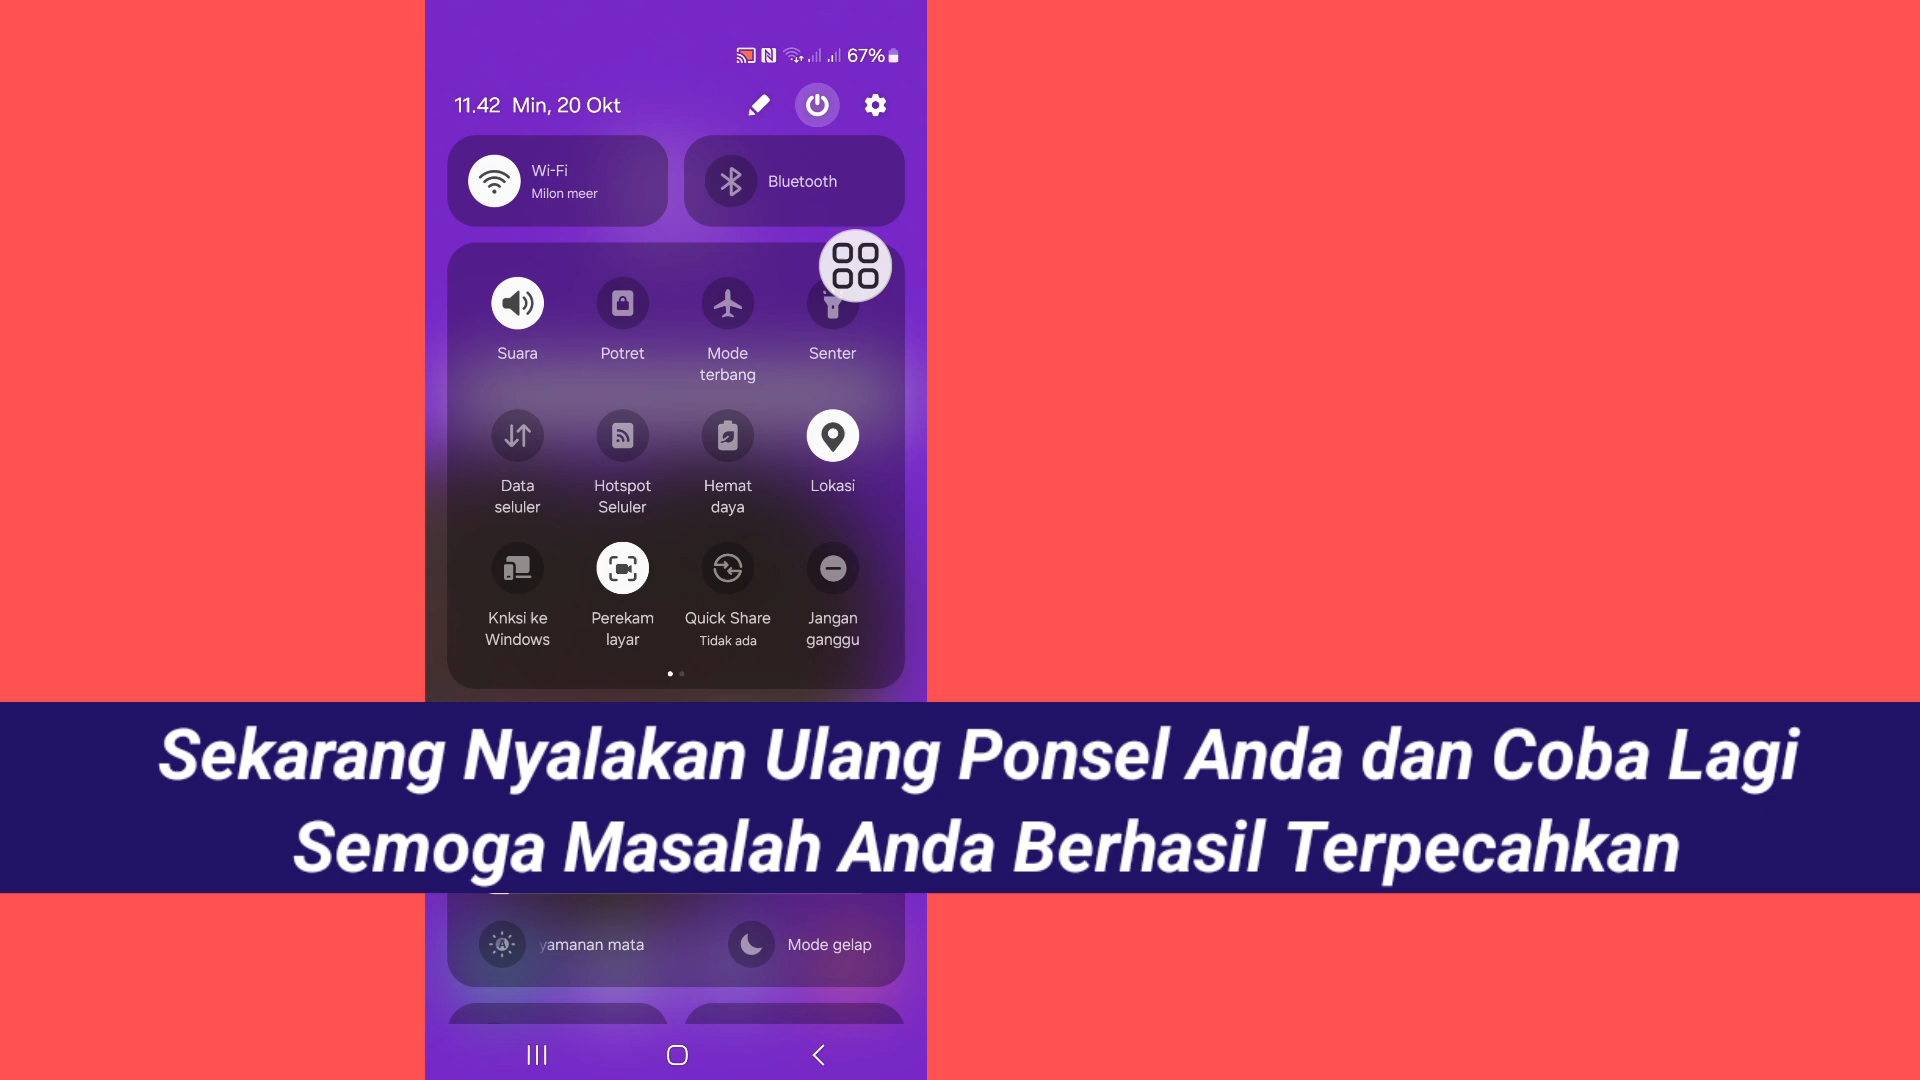 67%
11.42 Min, 20 Okt
Wi-Fi
Milon meer
Bluetooth
Suara
Potret
Mode
terbang
Senter
Data
seluler
Hotspot
Seluler
Hemat
daya
Lokasi
Knksi ke
Windows
Perekam
layar
Quick Share
Tidak ada
Jangan
ganggu
Sekarang Nyalakan Ulang Ponsel Anda dan Coba Lagi
Semoga Masalah Anda Berhasil Terpecahkan
yamanan mata
Mode gelap